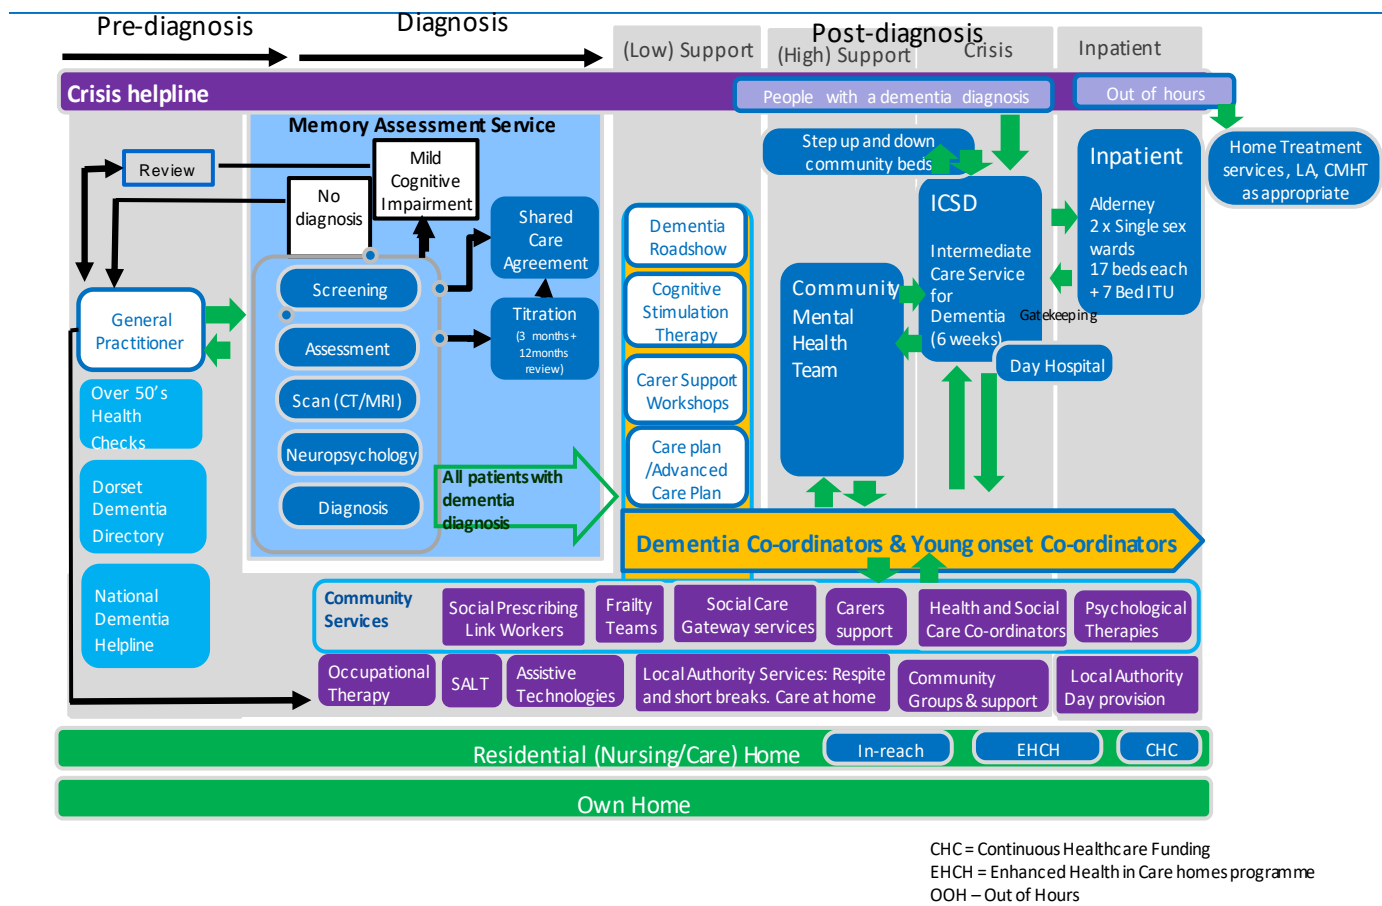 Pre-diagnosis
Diagnosis
Post-diagnosis
(Low) Support
(High) Support
Crisis
Inpatient
Crisis helpline
People with a dementia diagnosis
Out of hours
Memory Assessment Service
Review
Mild
Cognitive
Impairment
No
diagnosis
Shared
Care
Agreement
Titration
(3 months +
12months
review)
Screening
Assessment
Scan (CT/MRI)
Neuropsychology
Diagnosis
General
Practitioner
Over 50's
Health
Checks
Dorset
Dementia
Directory
National
Dementia
Helpline
All patients with
dementia
diagnosis
Dementia
Roadshow
Cognitive
Stimulation
Therapy
Carer Support
Workshops
Care plan
/Advanced
Care Plan
Step up and down
community beds
Community
Mental
Health
Team
ICSD
Intermediate
Care Service
for
Dementia
(6 weeks)
Gatekeeping
Day Hospital
Inpatient
Alderney
2 x Single sex
wards
17 beds each
+ 7 Bed ITU
Home Treatment
services , LA, CMHT
as appropriate
Dementia Co-ordinators & Young onset Co-ordinators
Community
Services
Social Prescribing
Link Workers
Frailty
Teams
Social Care
Gateway services
Carers
support
Health and Social
Care Co-ordinators
Psychological
Therapies
Occupational
Therapy
SALT
Assistive
Technologies
Local Authority Services: Respite
and short breaks. Care at home
Community
Groups & support
Local Authority
Day provision
Residential (Nursing/Care) Home
In-reach
EHCH
CHC
Own Home
CHC = Continuous Healthcare Funding
EHCH = Enhanced Health in Care homes programme
OOH – Out of Hours